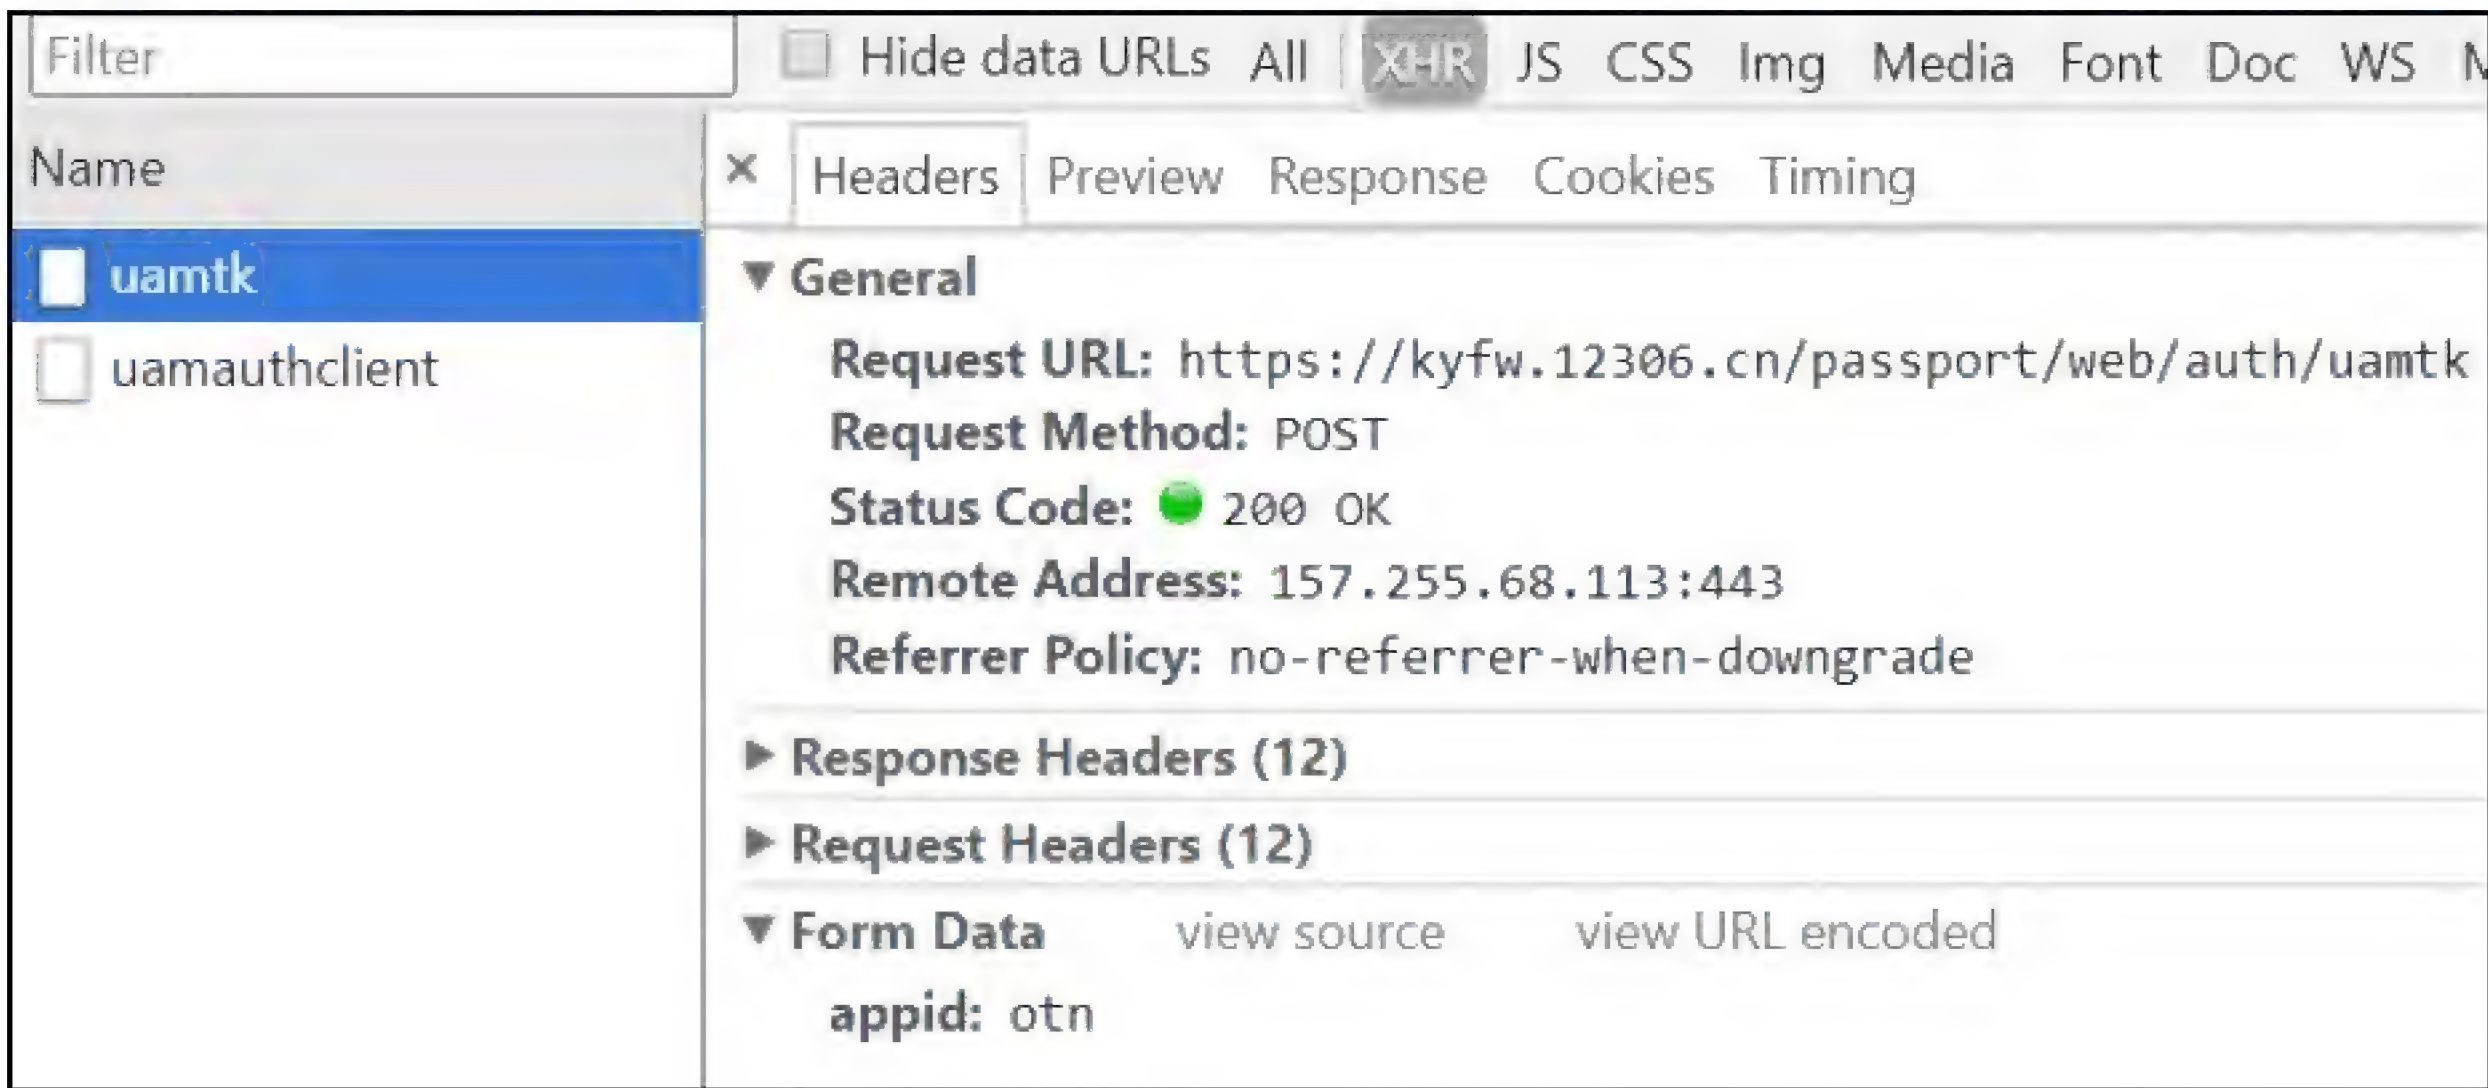 Filter
Hide data URLs All XHR JS CSS Img Media Font Doc WS
Name
Headers Preview Response Cookies Timing
uamtk
uamauthclient
General
Request URL: https://kyfw.12306.cn/passport/web/auth/uamtk
Request Method: POST
Status Code: 200 OK
Remote Address: 157.255.68.113:443
Referrer Policy: no-referrer-when-downgrade
Response Headers (12)
Request Headers (12)
Form Data view source view URL encoded
appid: otn